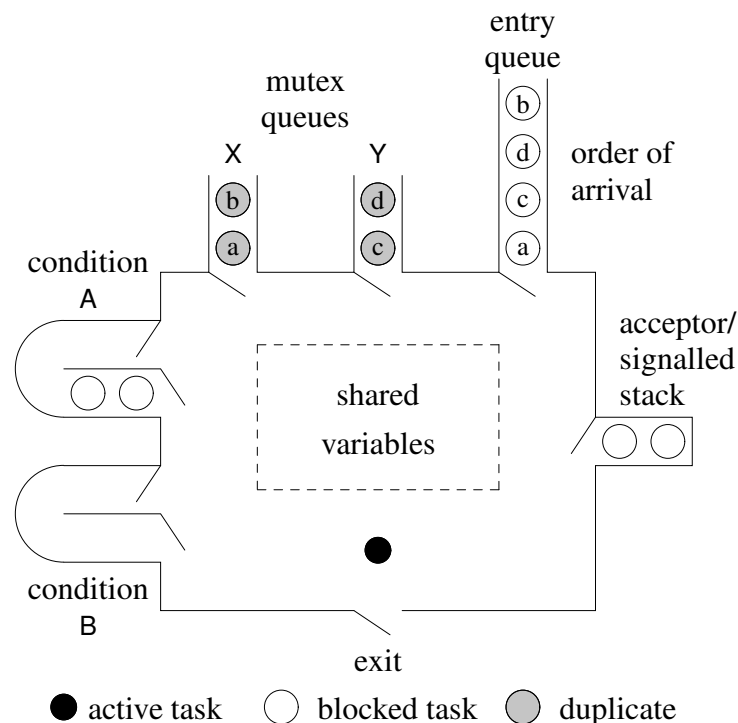 entry
queue
mutex
queues
X
Y
b
d
c
a
order of
arrival
b
a
d
c
condition
A
shared
variables
acceptor/
signalled
stack
condition
B
exit
active task
blocked task
duplicate